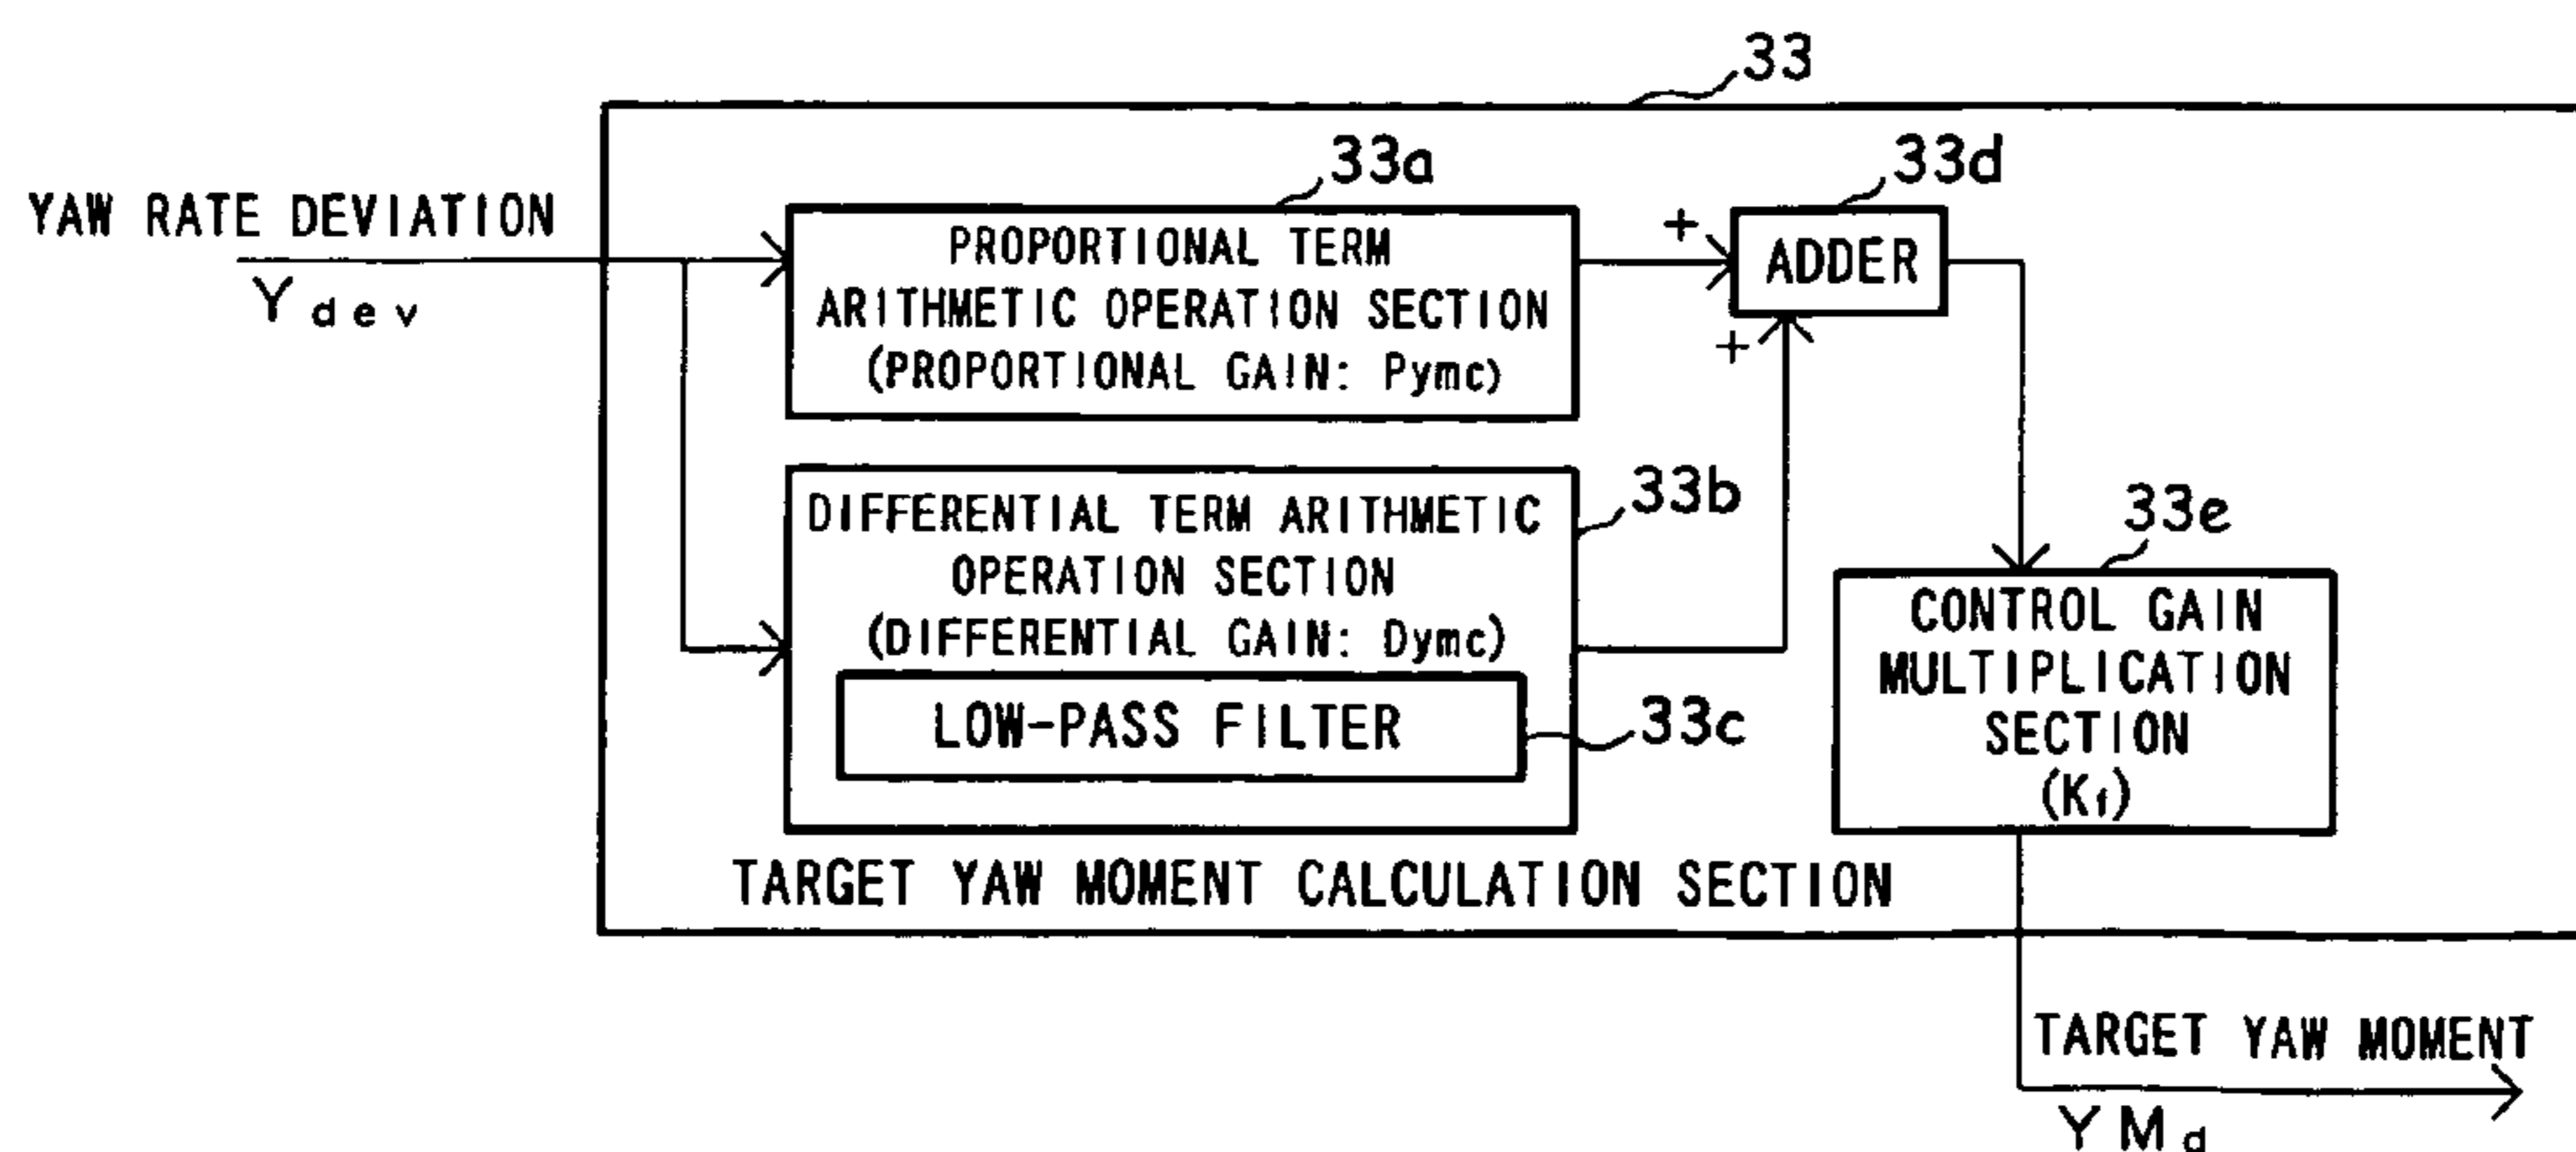 33
33a
33d
YAW RATE DEVIATION
Y dev
PROPORTIONAL TERM
ARITHMETIC OPERATION SECTION
(PROPORTIONAL GAIN: Pymc)
+
ADDER
+
33b
DIFFERENTIAL TERM ARITHMETIC
OPERATION SECTION
(DIFFERENTIAL GAIN: Dymc)
LOW-PASS FILTER
33c
33e
CONTROL GAIN
MULTIPLICATION
SECTION
(K1)
TARGET YAW MOMENT CALCULATION SECTION
TARGET YAW MOMENT
YMd